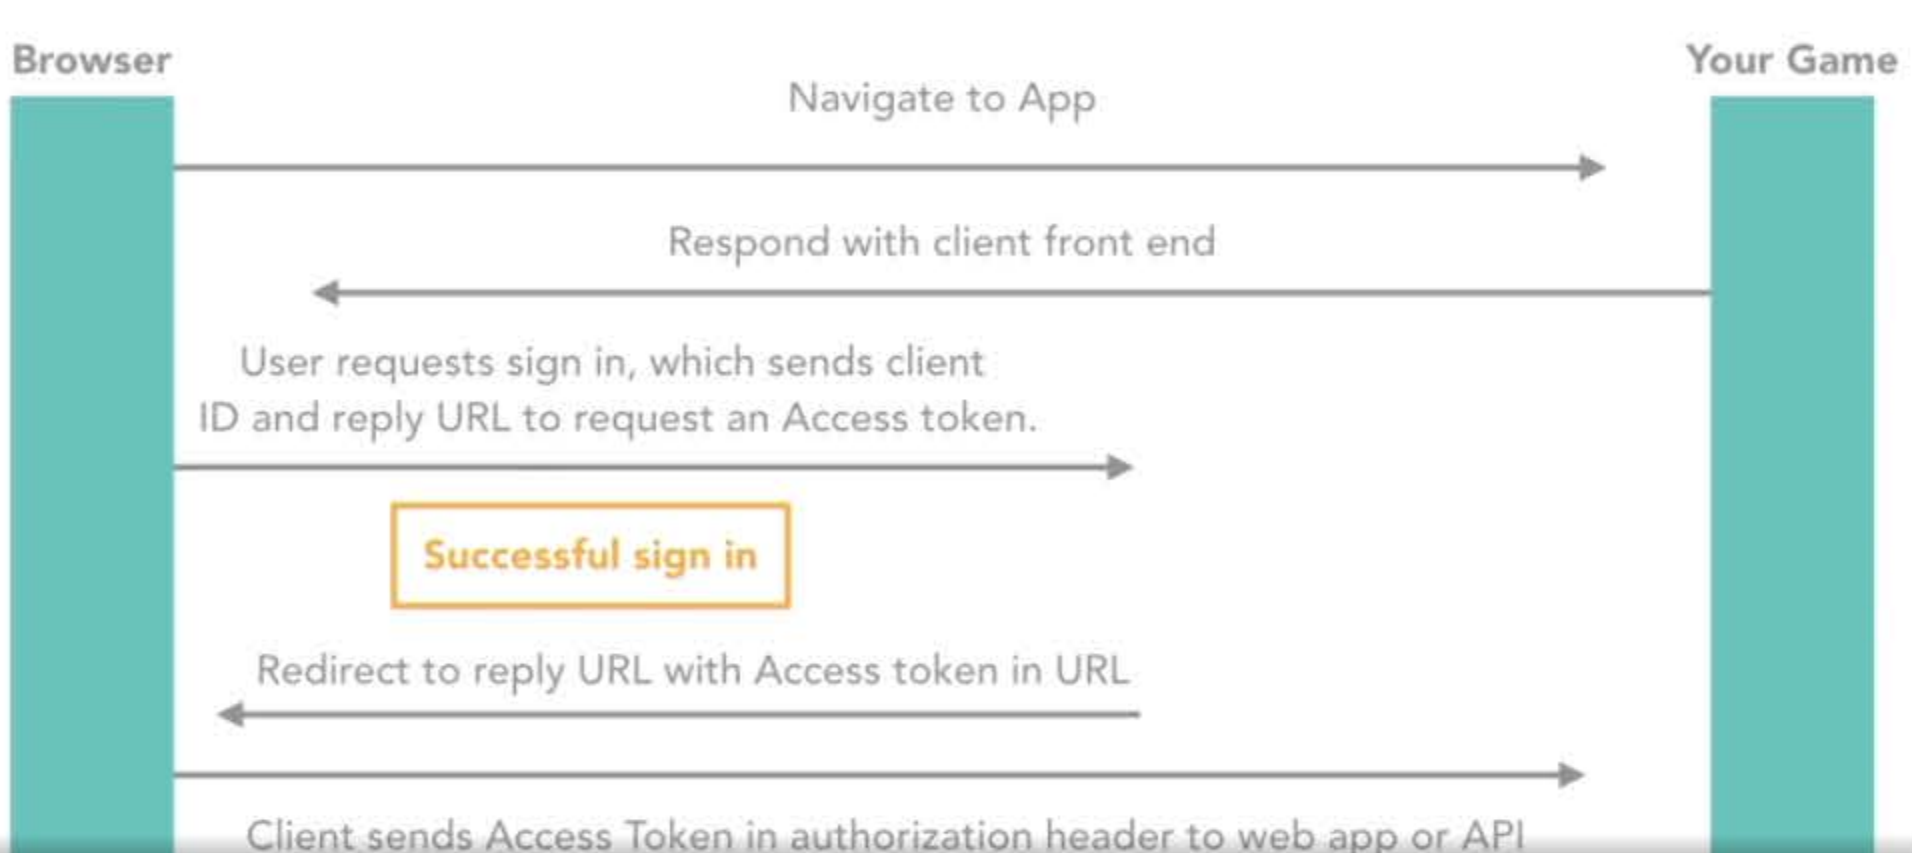 Browser
Your Game
Navigate to App
Respond with client front end
User requests sign in, which sends client
ID and reply URL to request an Access token.
Successful sign in
Redirect to reply URL with Access token in URL
Client sends Access Token in authorization header to web app or API